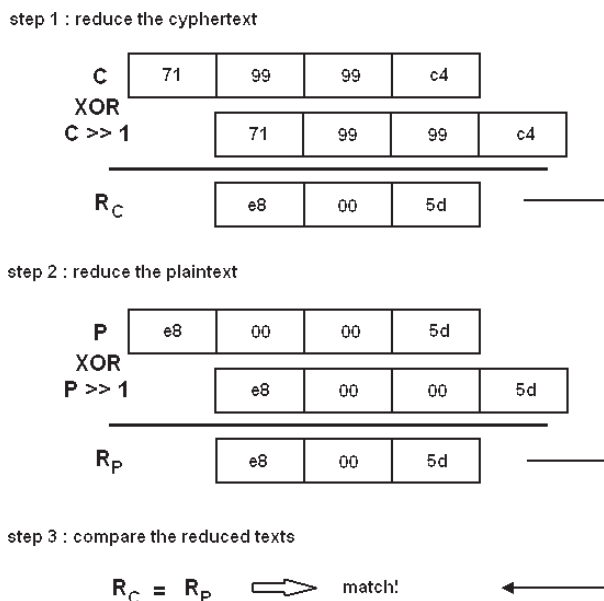 step 1 : reduce the cyphertext
C 71 99 99 c4
XOR
C >> 1 71 99 99 c4
R_C e8 00 5d
step 2 : reduce the plaintext
P e8 00 00 5d
XOR
P >> 1 e8 00 00 5d
R_P e8 00 5d
step 3 : compare the reduced texts
R_C = R_P match!